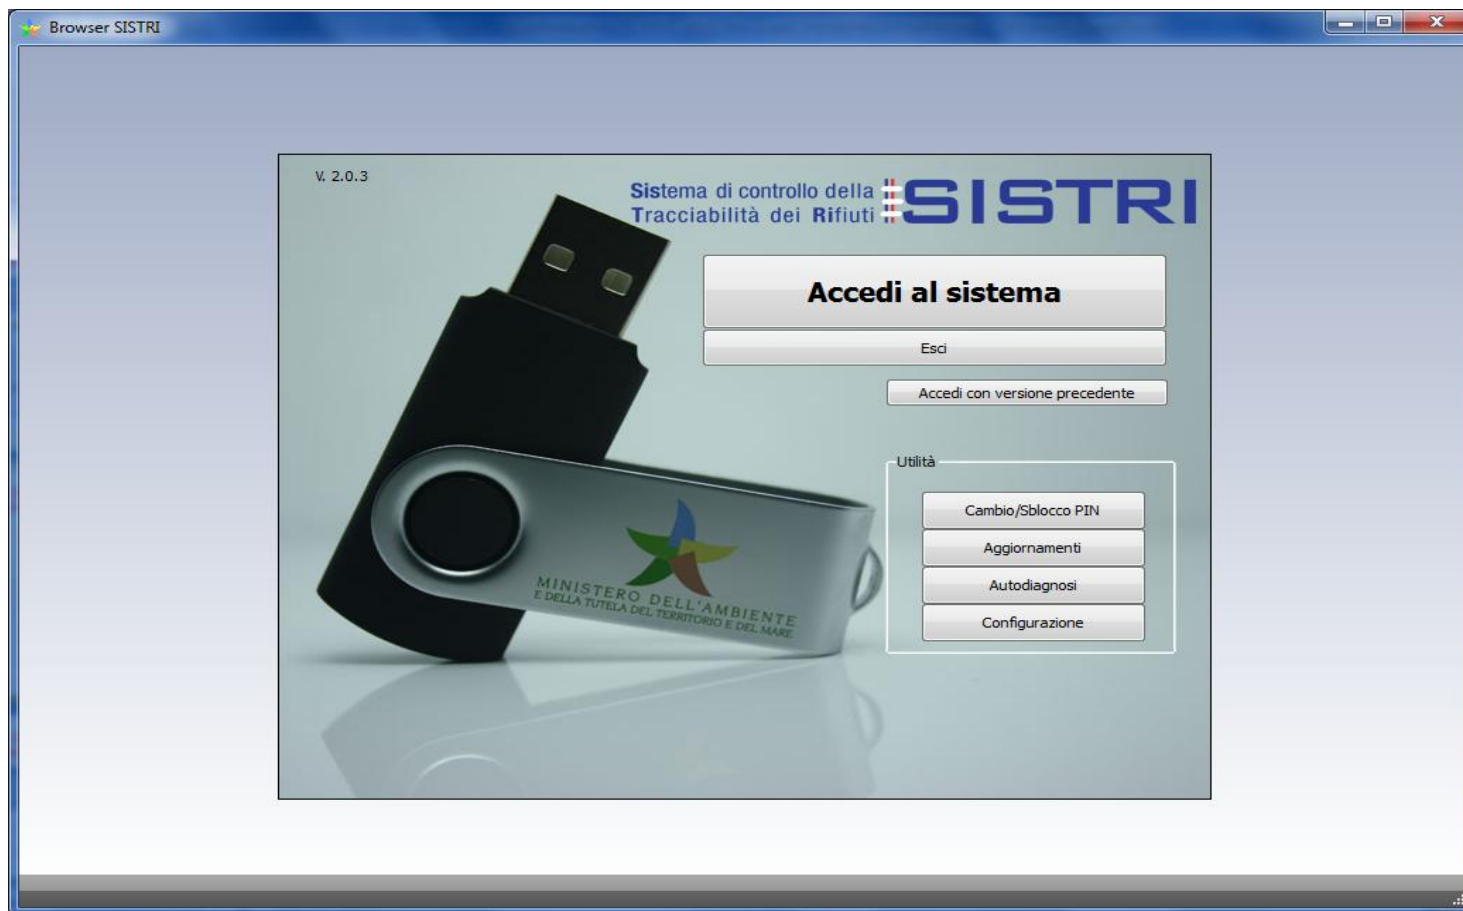 Browser SISTRI
V. 2.0.3
Sistema di controllo della
Tracciabilità dei Rifiuti
SISTRI
Accedi al sistema
Esci
Accedi con versione precedente
Utilità
Cambio/Sblocco PIN
Aggiornamenti
Autodiagnosi
Configurazione
MINISTERO DELL'AMBIENTE
E DELLA TUTELA DEL TERRITORIO E DEL MARE